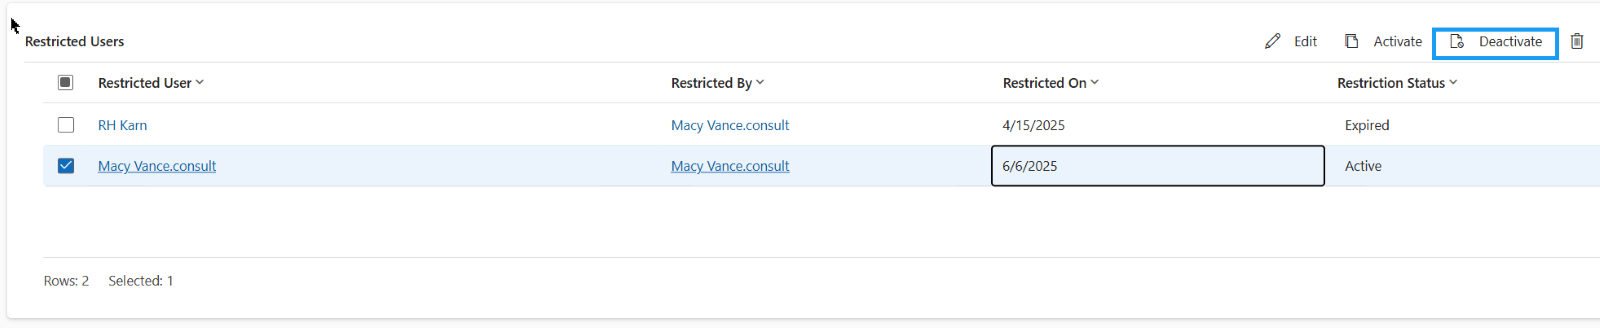 Restricted Users Edit Activate Deactivate
Restricted User Restricted By Restricted On Restriction Status
RH Karn Macy Vance.consult 4/15/2025 Expired
Macy Vance.consult Macy Vance.consult 6/6/2025 Active
Rows: 2 Selected: 1